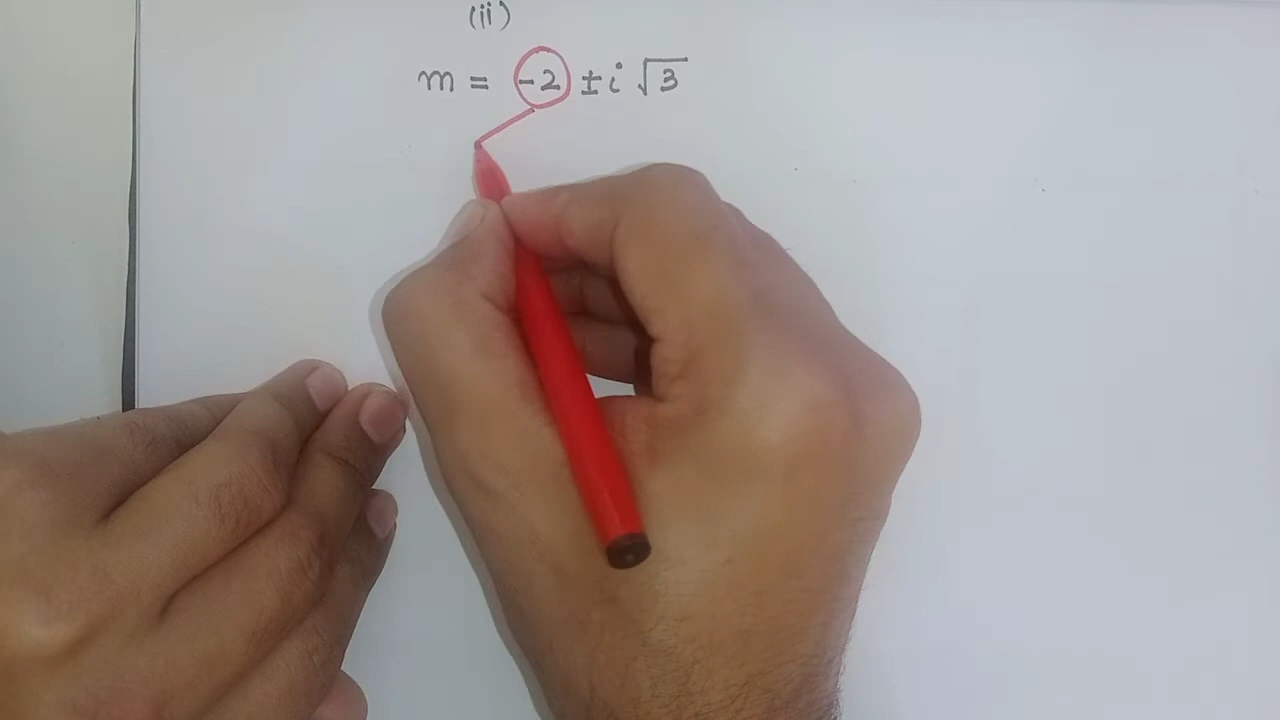 (ii)
m = -2 ± i √3